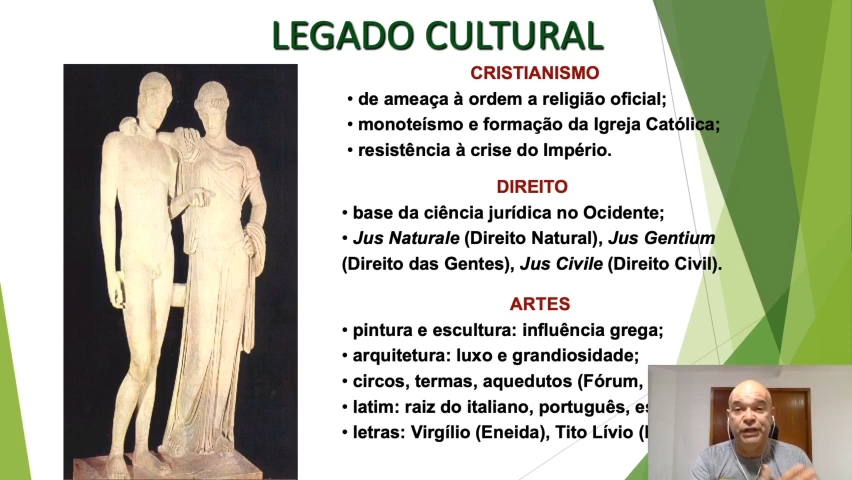 LEGADO CULTURAL
CRISTIANISMO
• de ameaça à ordem a religião oficial;
• monoteísmo e formação da Igreja Católica;
• resistência à crise do Império.
DIREITO
• base da ciência jurídica no Ocidente;
• Jus Naturale (Direito Natural), Jus Gentium
(Direito das Gentes), Jus Civile (Direito Civil).
ARTES
• pintura e escultura: influência grega;
• arquitetura: luxo e grandiosidade;
• circos, termas, aquedutos (Fórum,
• latim: raiz do italiano, português,
• letras: Virgílio (Eneida), Tito Lívio (